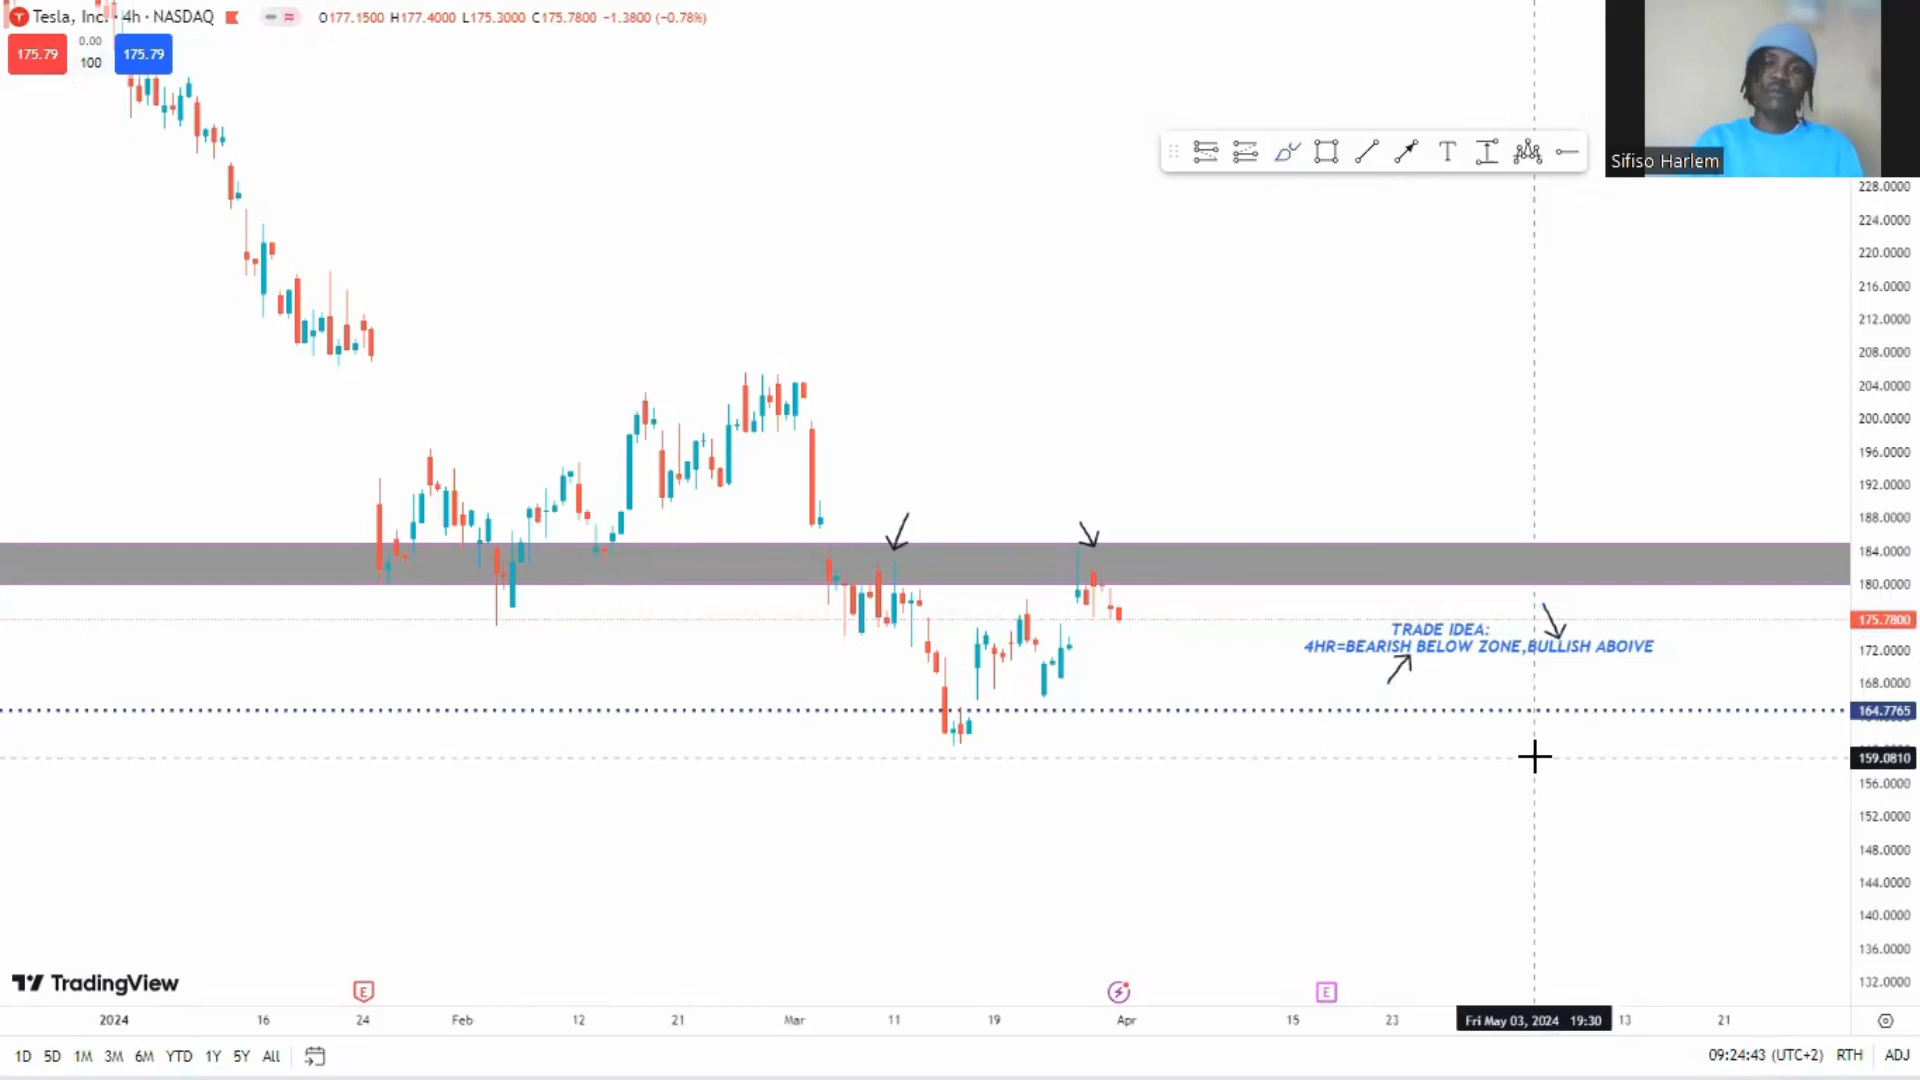 Tesla, Inc. · 4h · NASDAQ
O177.1500 H177.4000 L175.3000 C175.7800 −1.3800 (−0.78%)
175.79
0.00
100
175.79
Sifiso Harlem
228.0000
224.0000
220.0000
216.0000
212.0000
208.0000
204.0000
200.0000
196.0000
192.0000
188.0000
184.0000
180.0000
175.7800
TRADE IDEA:
4HR=BEARISH BELOW ZONE,BULLISH ABOIVE
172.0000
168.0000
164.7765
159.0810
156.0000
152.0000
148.0000
144.0000
140.0000
136.0000
132.0000
TradingView
E
E
2024 16 24 Feb 12 21 Mar 11 19 Apr 15 23 Fri May 03, 2024 19:30 13 21
1D 5D 1M 3M 6M YTD 1Y 5Y All
09:24:43 (UTC+2) RTH ADJ